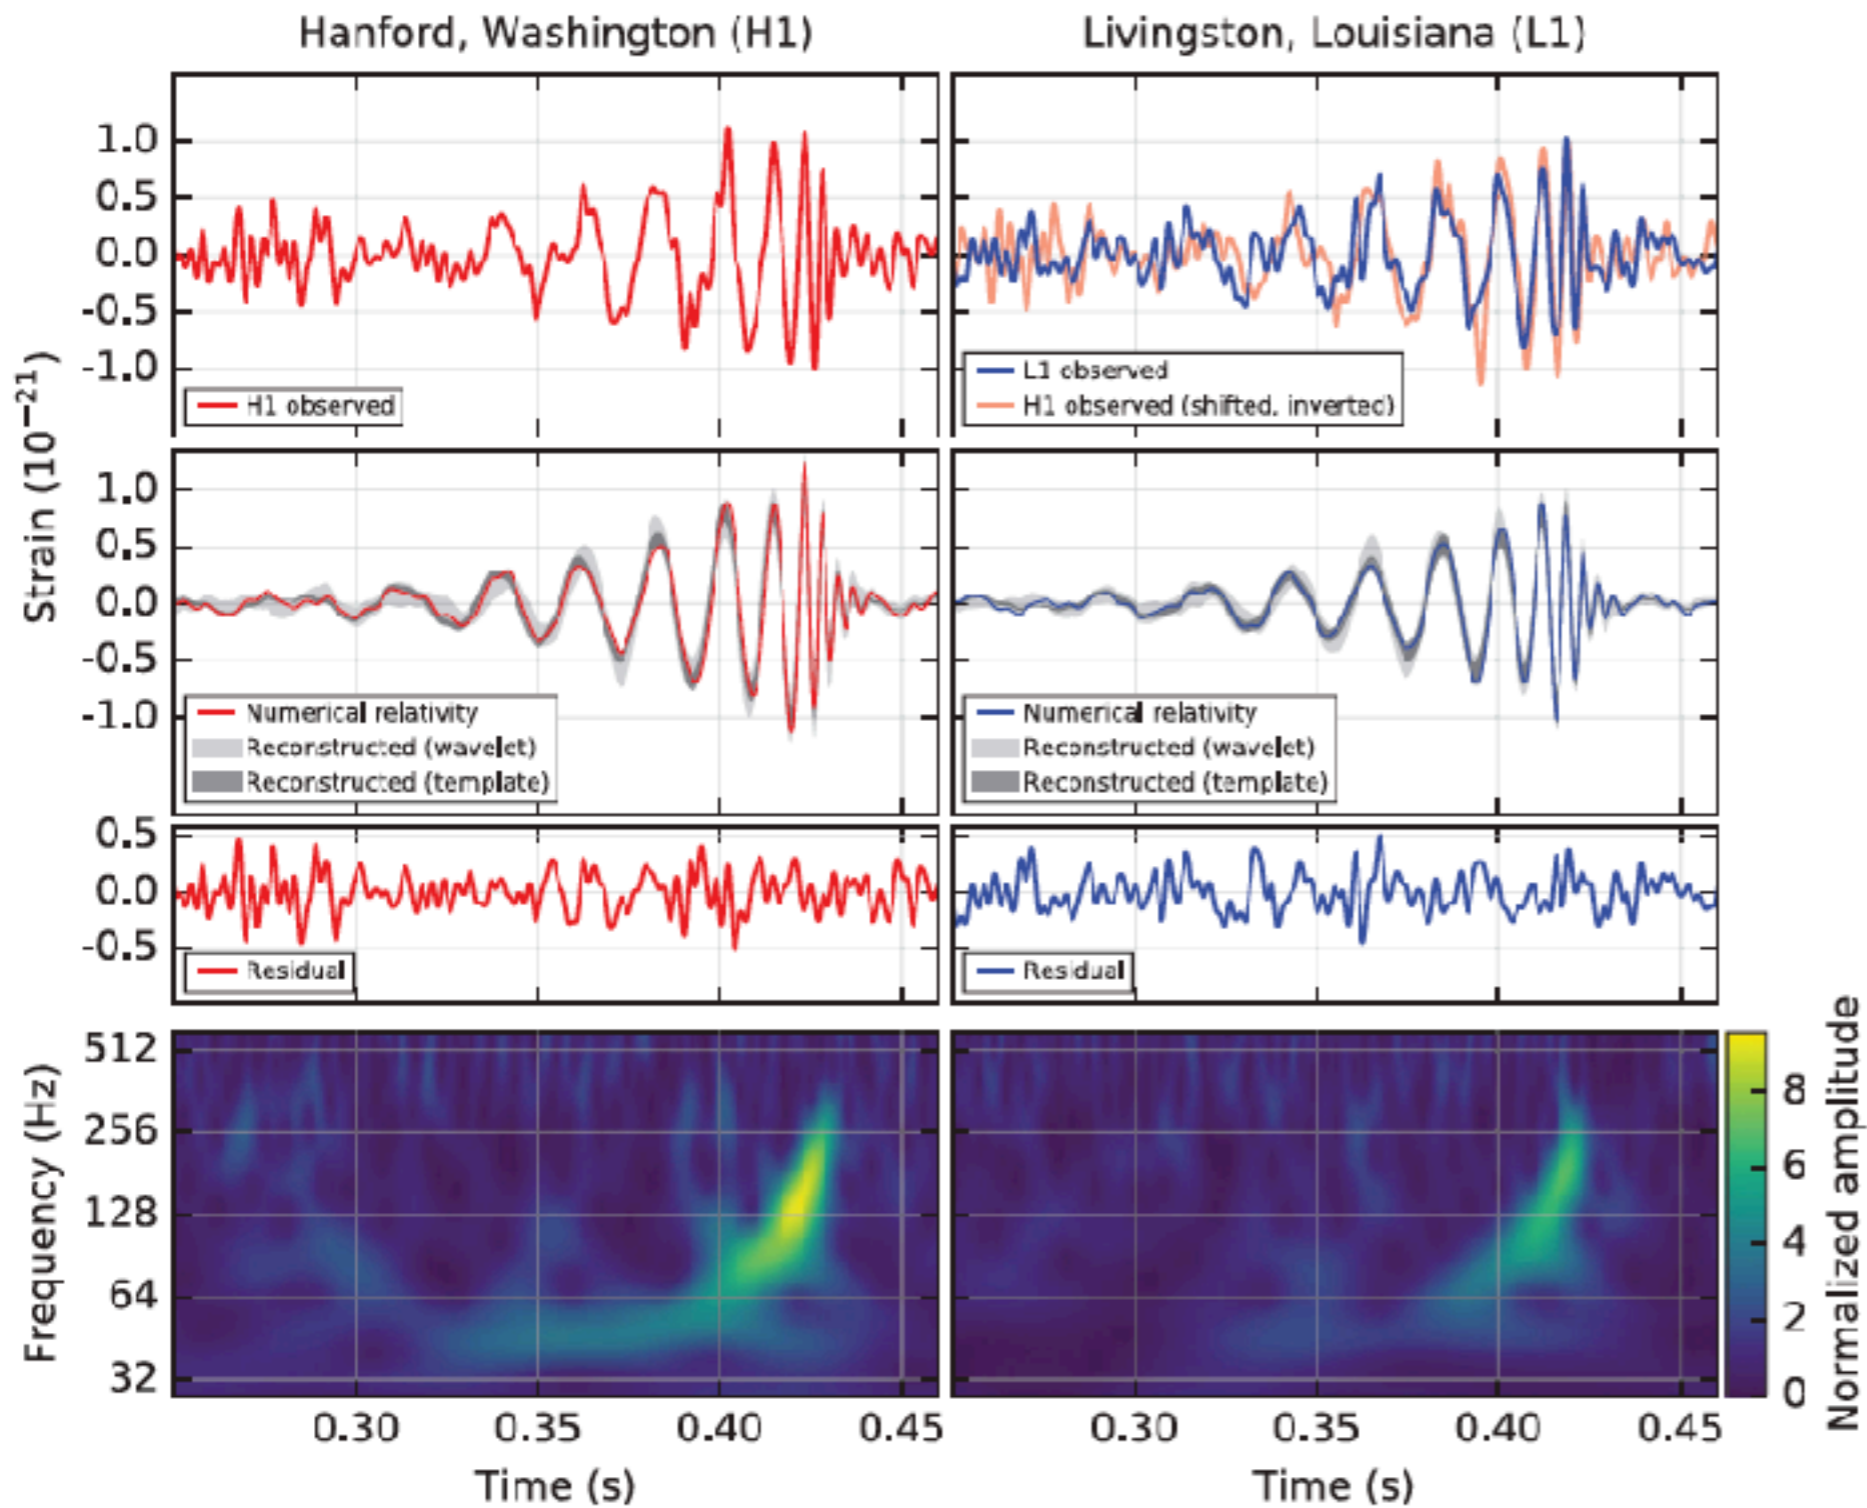 Hanford, Washington (H1)
Livingston, Louisiana (L1)
Strain (10⁻²¹)
1.0
0.5
0.0
-0.5
-1.0
H1 observed
L1 observed
H1 observed (shifted, inverted)
1.0
0.5
0.0
-0.5
-1.0
Numerical relativity
Reconstructed (wavelet)
Reconstructed (template)
Numerical relativity
Reconstructed (wavelet)
Reconstructed (template)
0.5
0.0
-0.5
Residual
Residual
Frequency (Hz)
512
256
128
64
32
Normalized amplitude
8
6
4
2
0
0.30 0.35 0.40 0.45
0.30 0.35 0.40 0.45
Time (s)
Time (s)